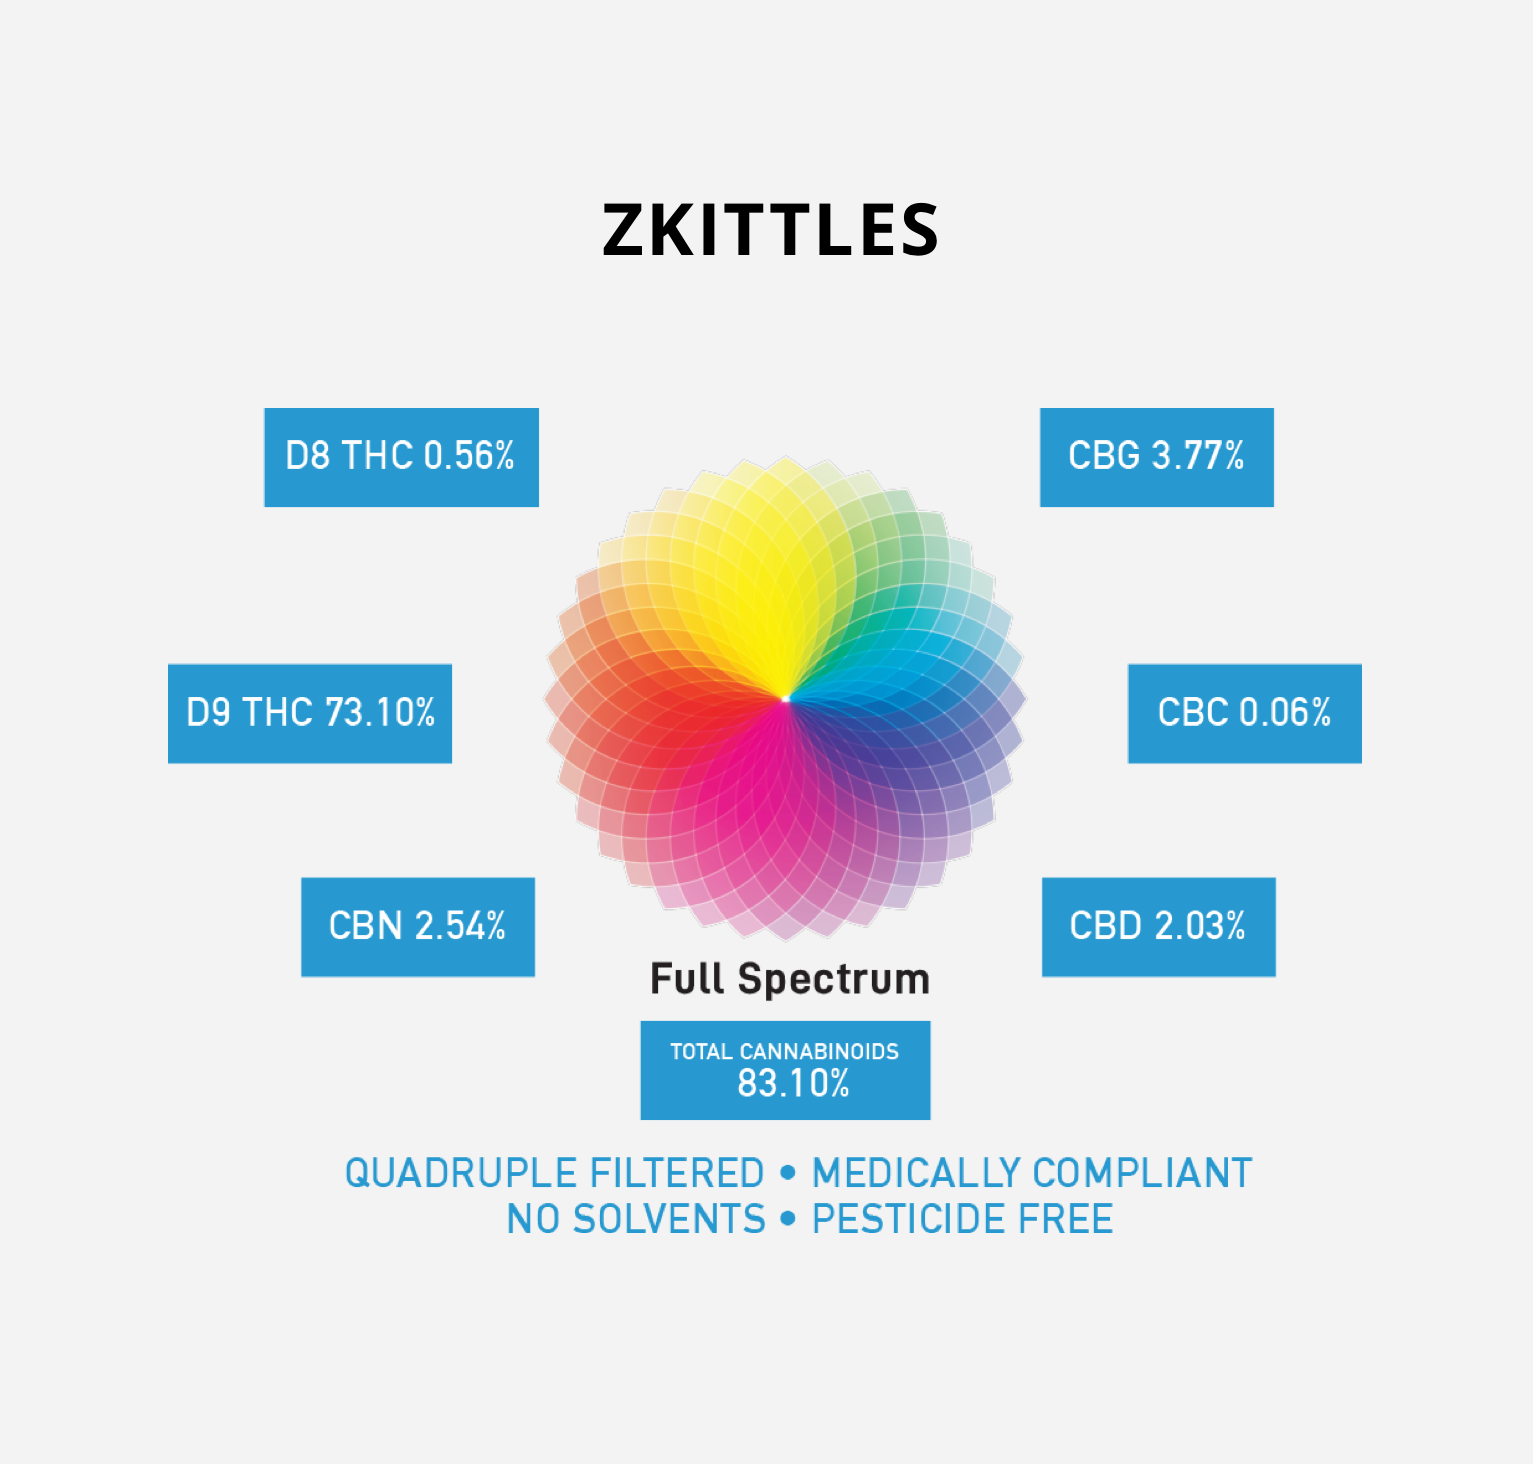 ZKITTLES
D8 THC 0.56%
CBG 3.77%
D9 THC 73.10%
CBC 0.06%
CBN 2.54%
CBD 2.03%
Full Spectrum
TOTAL CANNABINOIDS
83.10%
QUADRUPLE FILTERED • MEDICALLY COMPLIANT
NO SOLVENTS • PESTICIDE FREE